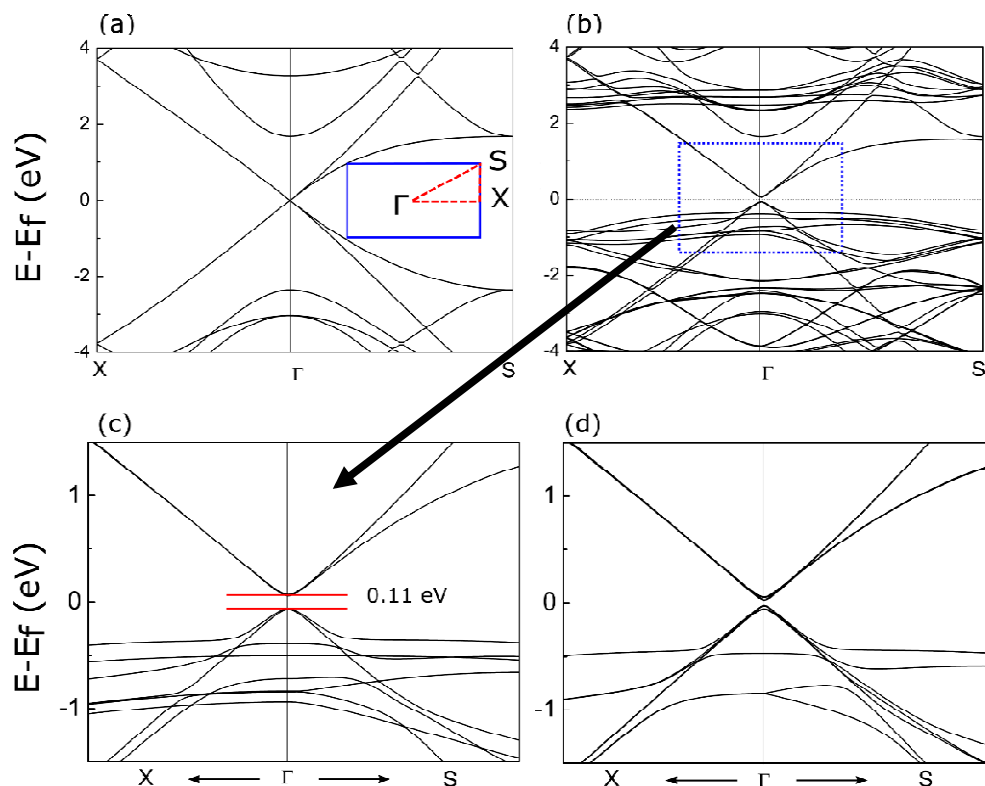 (a)
(b)
E-Ef (eV)
4
2
0
-2
-4
X
Γ
S
S
X
Γ
4
2
0
-2
-4
X
Γ
S
(c)
(d)
E-Ef (eV)
1
0
-1
0.11 eV
X
Γ
S
1
0
-1
X
Γ
S